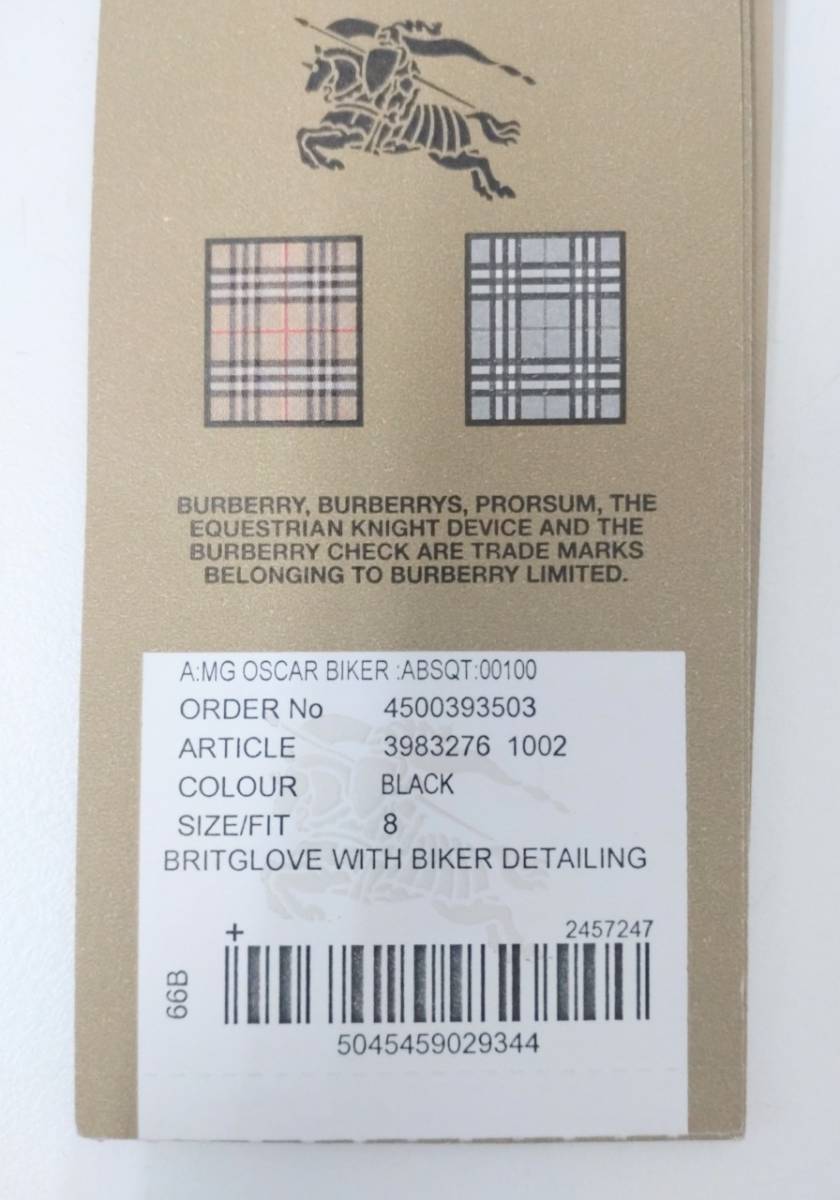 BURBERRY, BURBERRYS, PRORSUM, THE
EQUESTRIAN KNIGHT DEVICE AND THE
BURBERRY CHECK ARE TRADE MARKS
BELONGING TO BURBERRY LIMITED.
A:MG OSCAR BIKER :ABSQT:00100
ORDER No 4500393503
ARTICLE 3983276 1002
COLOUR BLACK
SIZE/FIT 8
BRITGLOVE WITH BIKER DETAILING
+ 2457247
66B
5045459029344